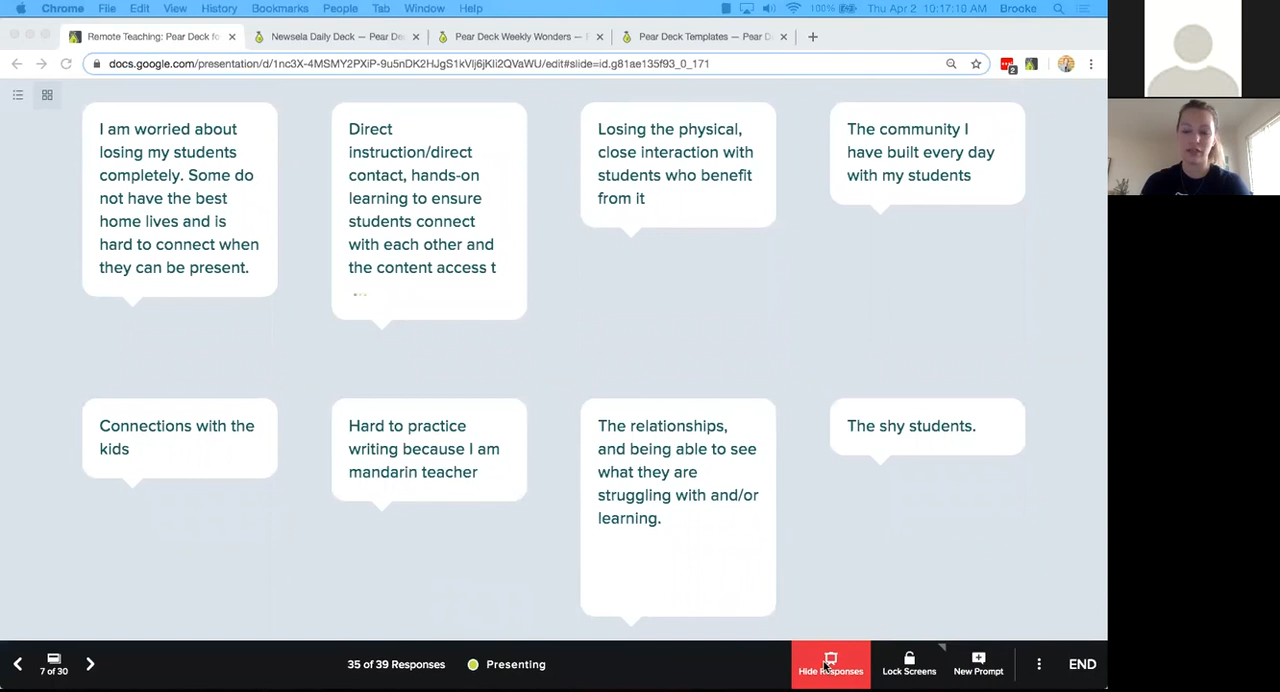 Chrome File Edit View History Bookmarks People Tab Window Help 100% Thu Apr 2 10:17:10 AM Brooke
Remote Teaching: Pear Deck fo Newsela Daily Deck — Pear De Pear Deck Weekly Wonders — Pear Deck Templates — Pear D
docs.google.com/presentation/d/1nc3X-4MSMY2PXiP-9u5nDK2HJgS1kVlj6jKIi2QVaWU/edit#slide=id.g81ae135f93_0_171
2
I am worried about
losing my students
completely. Some do
not have the best
home lives and is
hard to connect when
they can be present.
Direct
instruction/direct
contact, hands-on
learning to ensure
students connect
with each other and
the content access t
...
Losing the physical,
close interaction with
students who benefit
from it
The community I
have built every day
with my students
Connections with the
kids
Hard to practice
writing because I am
mandarin teacher
The relationships,
and being able to see
what they are
struggling with and/or
learning.
The shy students.
7 of 30
35 of 39 Responses
Presenting
Hide Responses
Lock Screens
New Prompt
END